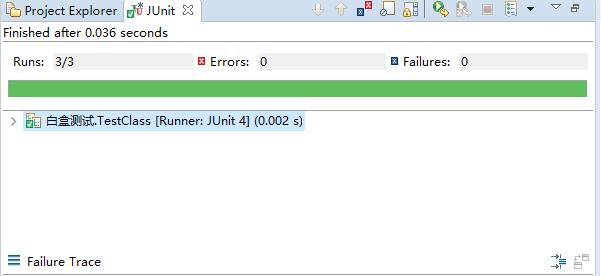 Project Explorer JUnit
Finished after 0.036 seconds
Runs: 3/3 Errors: 0 Failures: 0
白盒测试.TestClass [Runner: JUnit 4] (0.002 s)
Failure Trace